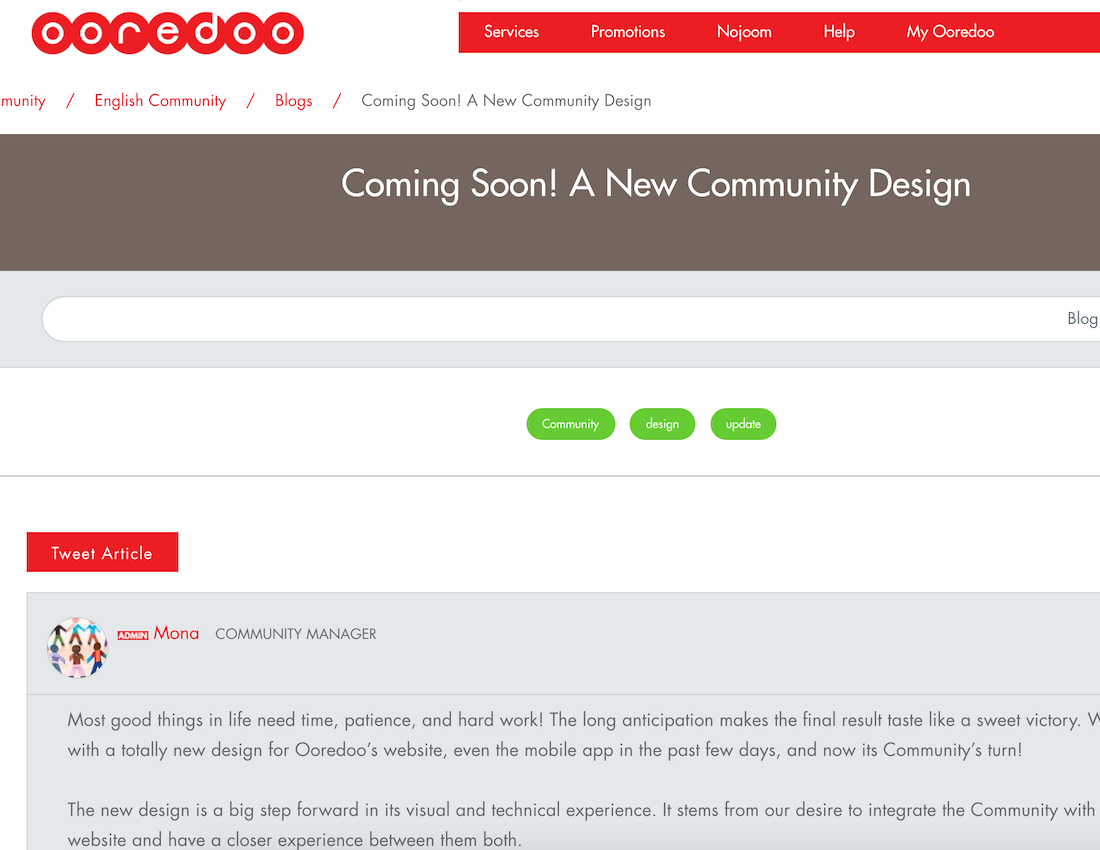 ooredoo
Services Promotions Nojoom Help My Ooredoo
munity / English Community / Blogs / Coming Soon! A New Community Design
Coming Soon! A New Community Design
Blog
Community design update
Tweet Article
ADMIN Mona COMMUNITY MANAGER
Most good things in life need time, patience, and hard work! The long anticipation makes the final result taste like a sweet victory. W
with a totally new design for Ooredoo’s website, even the mobile app in the past few days, and now its Community’s turn!
The new design is a big step forward in its visual and technical experience. It stems from our desire to integrate the Community with
website and have a closer experience between them both.